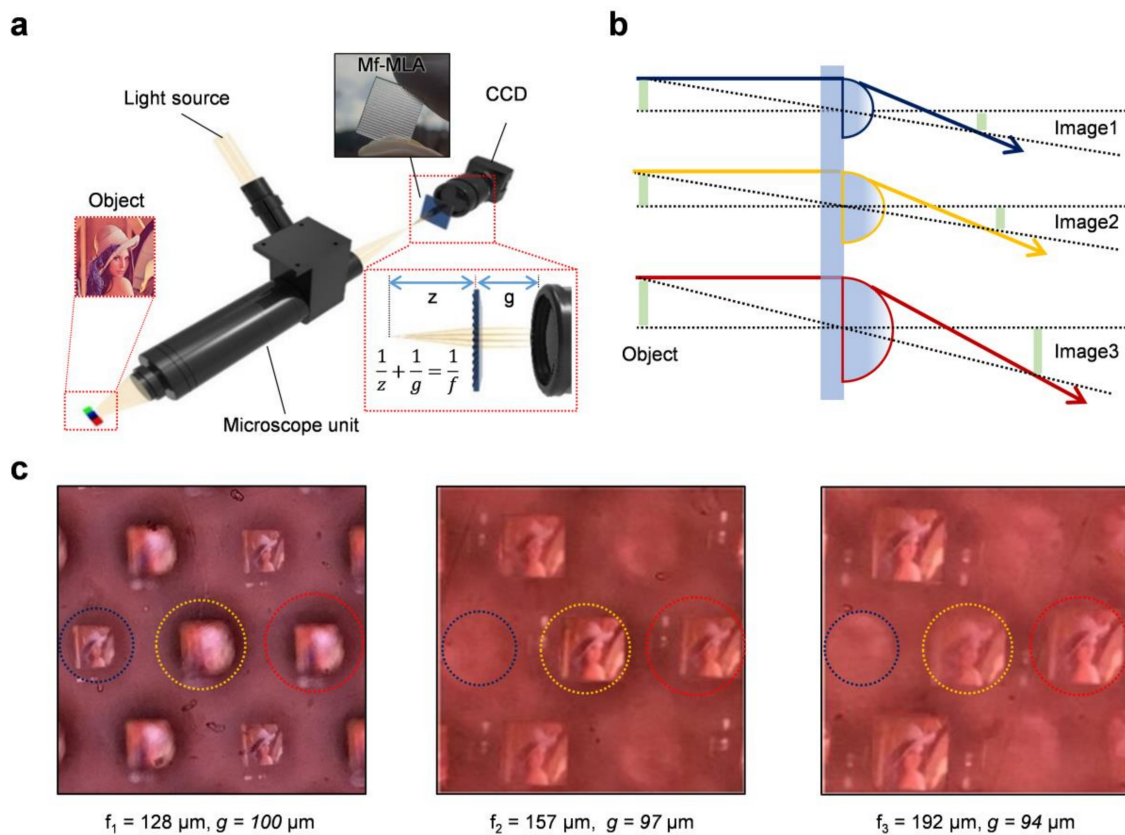 a
Mf-MLA
CCD
Light source
Object
z
g
1/z + 1/g = 1/f
Microscope unit
b
Image1
Image2
Image3
Object
c
f₁ = 128 μm, g = 100 μm
f₂ = 157 μm, g = 97 μm
f₃ = 192 μm, g = 94 μm